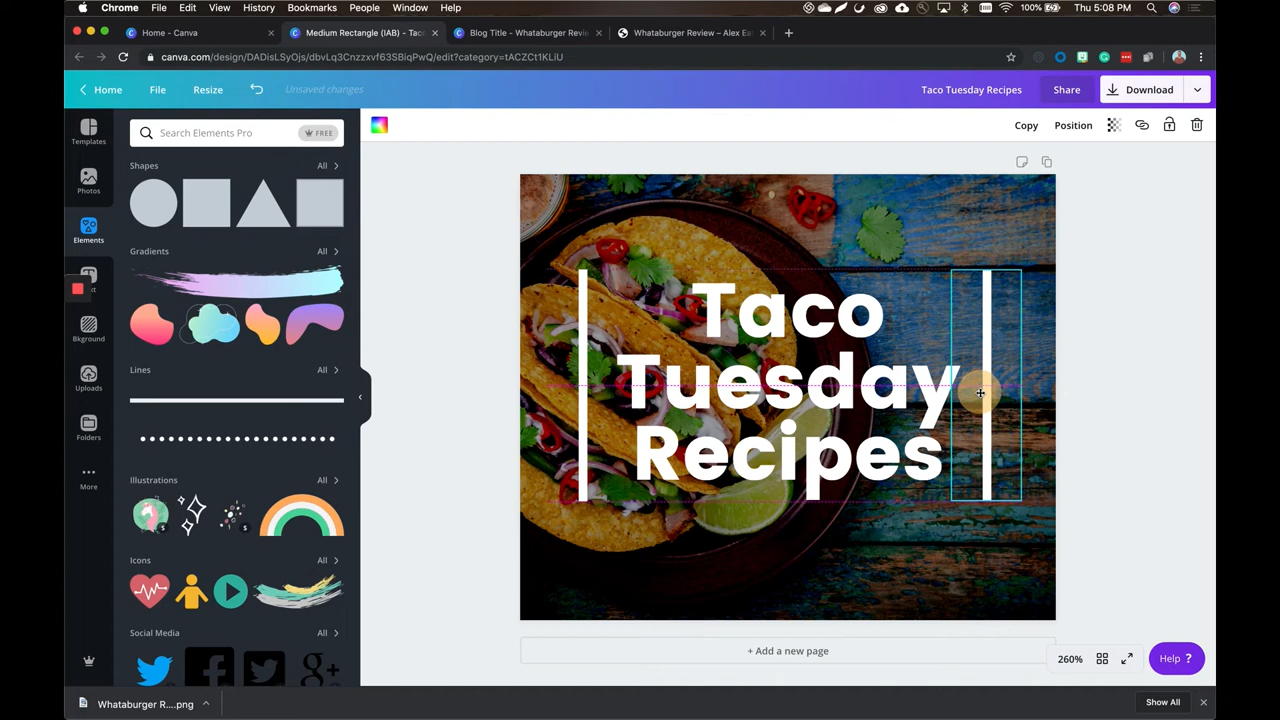 Chrome File Edit View History Bookmarks People Window Help 100% Thu 5:08 PM
Home - Canva Medium Rectangle (IAB) - Tac Blog Title - Whataburger Revie Whataburger Review – Alex Ea
canva.com/design/DADisLSyOjs/dbvLq3Cnzzxvf63SBiqPwQ/edit?category=tACZCt1KLiU
Home File Resize Unsaved changes Taco Tuesday Recipes Share Download
Search Elements Pro FREE
Copy Position
Templates
Photos
Elements
Bkground
Uploads
Folders
More
Shapes All
Gradients All
Lines All
Illustrations All
Icons All
Social Media All
Taco
Tuesday
Recipes
+ Add a new page
260% Help ?
Whataburger R....png Show All